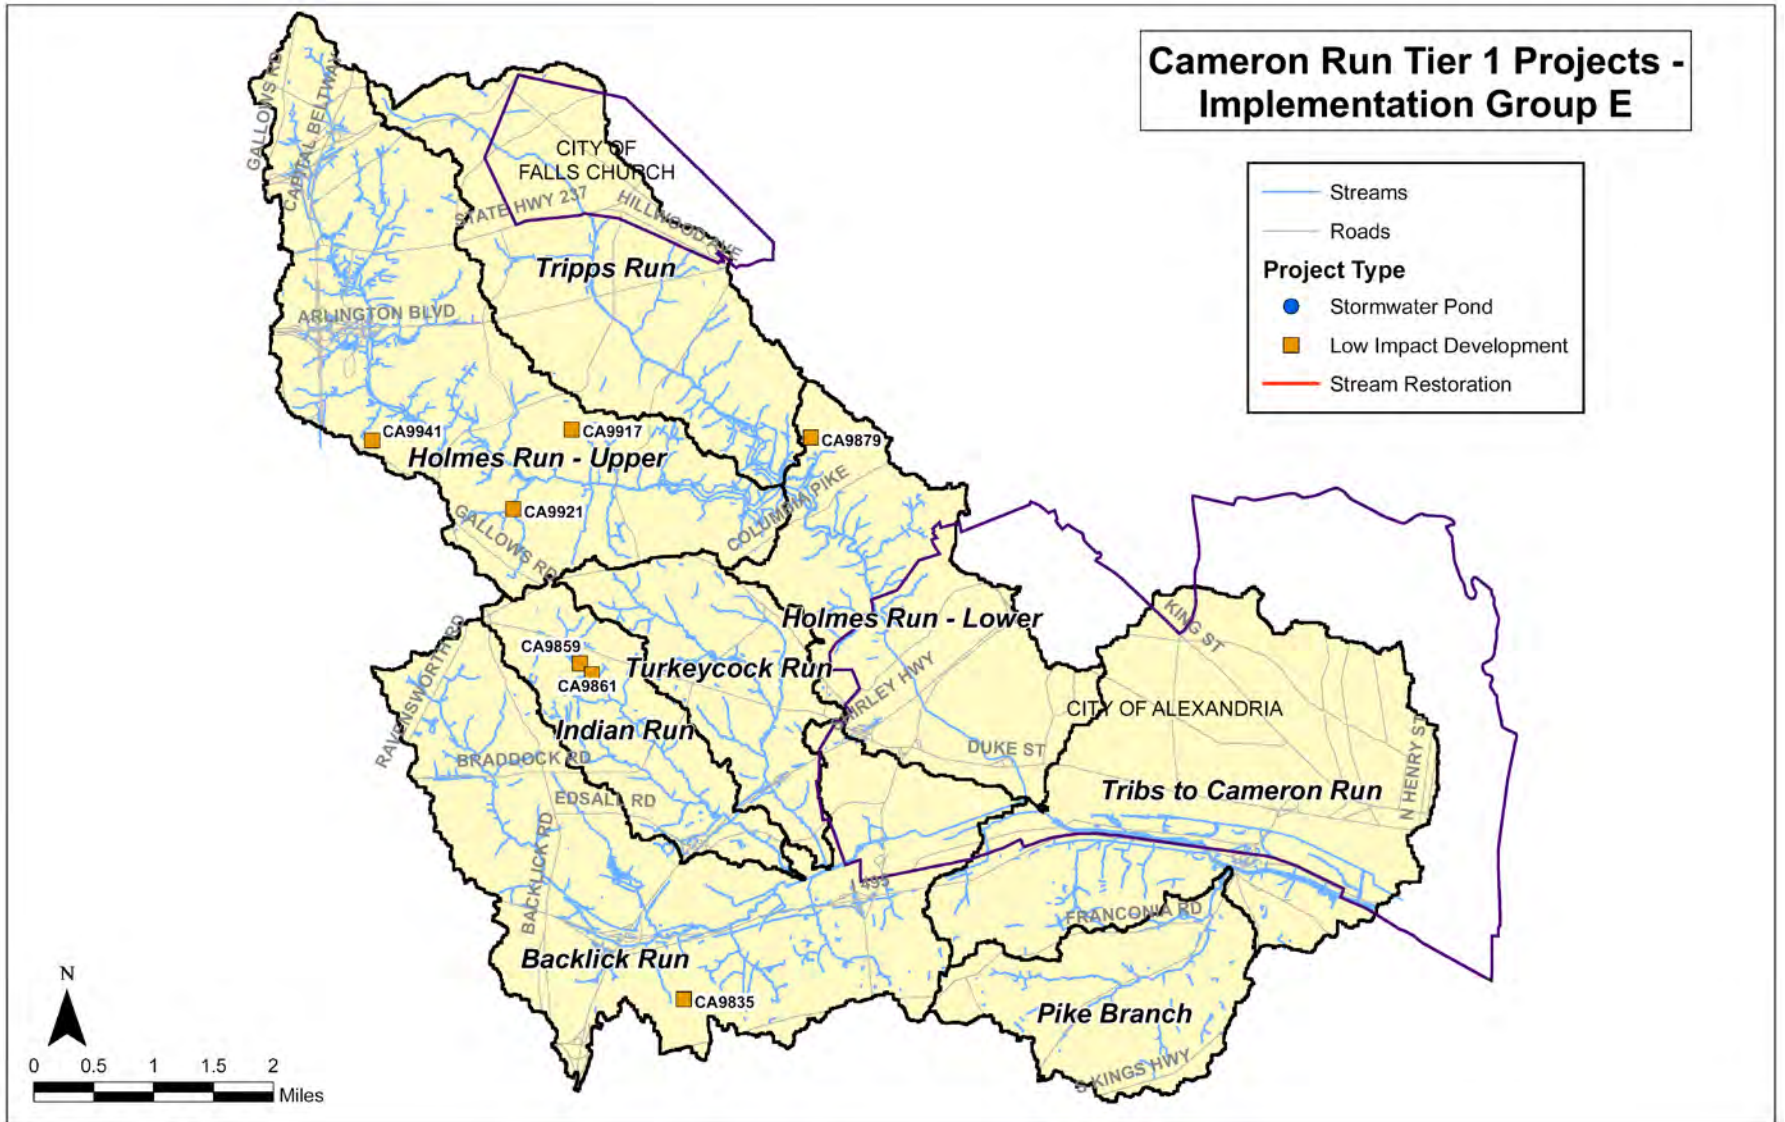 Cameron Run Tier 1 Projects -
Implementation Group E
Streams
Roads
Project Type
Stormwater Pond
Low Impact Development
Stream Restoration
GALLOWS RD
CAPITAL BELTWAY
CITY OF
FALLS CHURCH
STATE HWY 237
HILLWOOD AVE
Tripps Run
ARLINGTON BLVD
CA9941
CA9917
CA9879
Holmes Run - Upper
COLUMBIA PIKE
CA9921
GALLOWS RD
Holmes Run - Lower
KING ST
RAVENSWORTH RD
CA9859
Turkeycock Run
CA9861
SHIRLEY HWY
CITY OF ALEXANDRIA
Indian Run
DUKE ST
BRADDOCK RD
N HENRY ST
Tribs to Cameron Run
EDSALL RD
BACKLICK RD
I 495
FRANCONIA RD
Backlick Run
CA9835
Pike Branch
S KINGS HWY
N
0 0.5 1 1.5 2
Miles